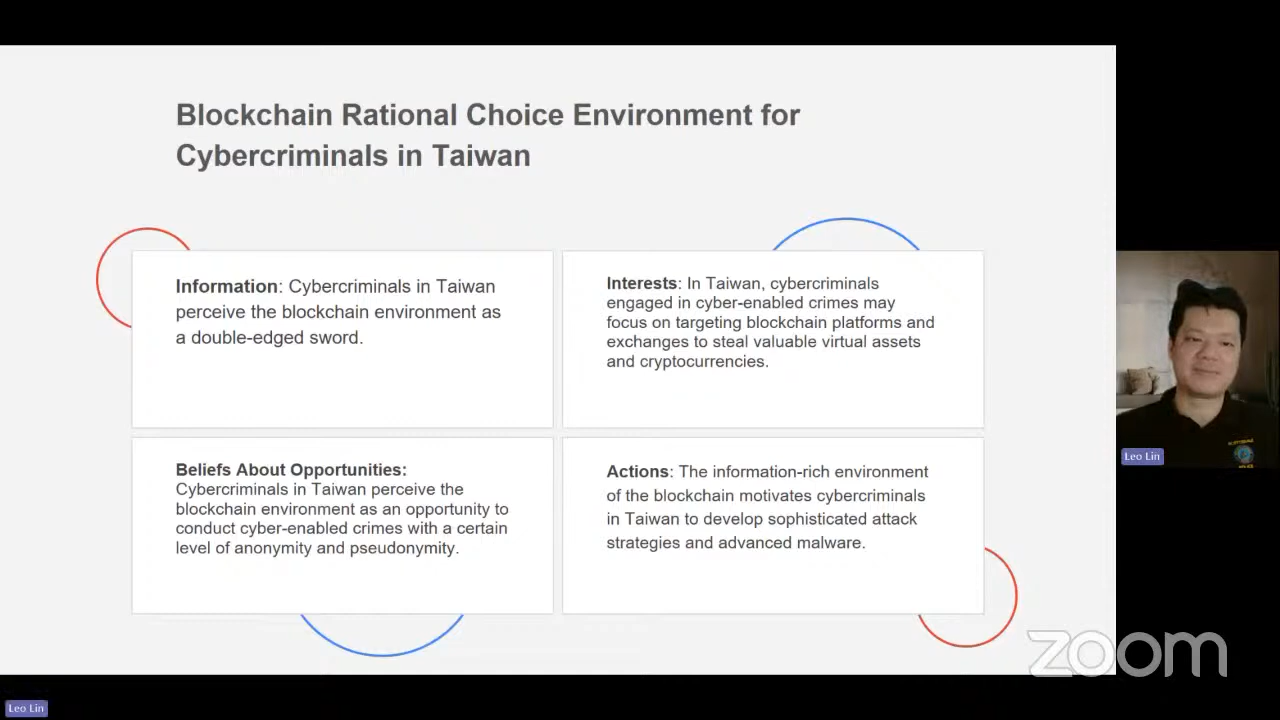 Blockchain Rational Choice Environment for
Cybercriminals in Taiwan
Information: Cybercriminals in Taiwan
perceive the blockchain environment as
a double-edged sword.
Interests: In Taiwan, cybercriminals
engaged in cyber-enabled crimes may
focus on targeting blockchain platforms and
exchanges to steal valuable virtual assets
and cryptocurrencies.
Beliefs About Opportunities:
Cybercriminals in Taiwan perceive the
blockchain environment as an opportunity to
conduct cyber-enabled crimes with a certain
level of anonymity and pseudonymity.
Actions: The information-rich environment
of the blockchain motivates cybercriminals
in Taiwan to develop sophisticated attack
strategies and advanced malware.
Leo Lin
zoom
Leo Lin